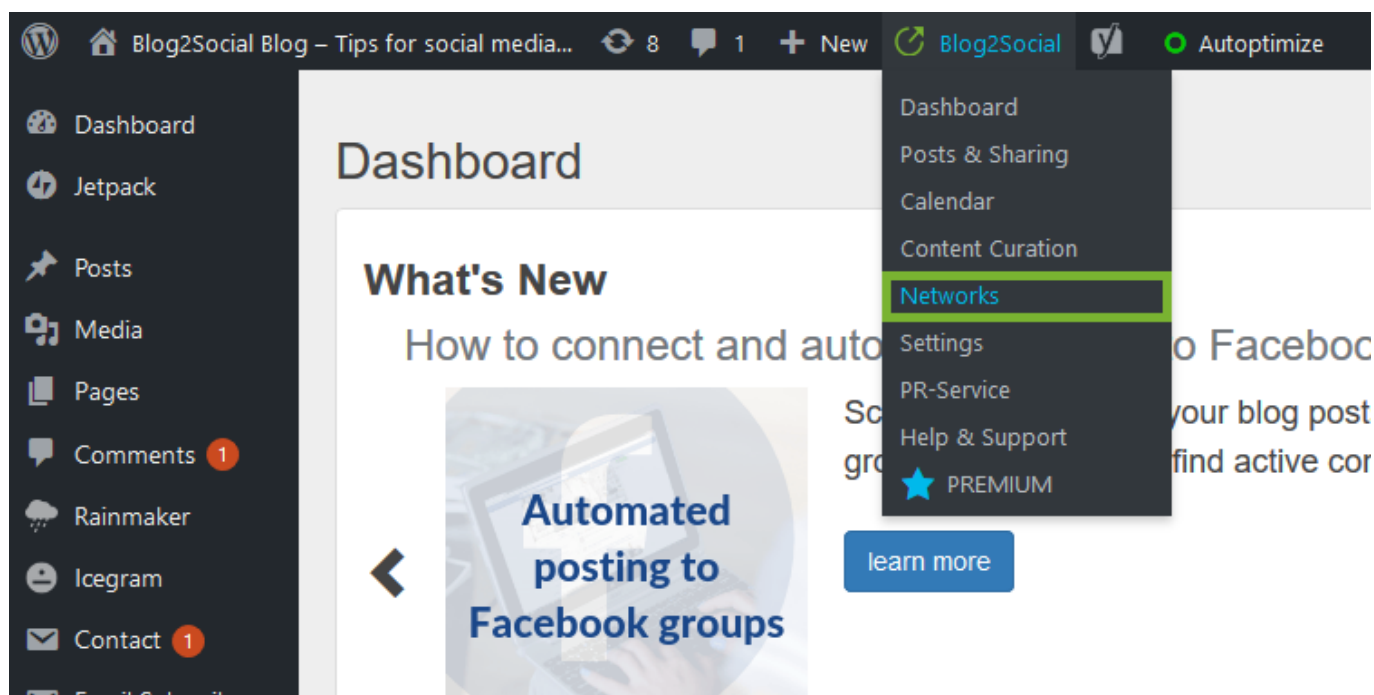 Blog2Social Blog – Tips for social media... 8 1 + New Blog2Social Autoptimize
Dashboard
Jetpack
Posts
Media
Pages
Comments 1
Rainmaker
Icegram
Contact 1
Dashboard
Posts & Sharing
Calendar
Content Curation
Networks
Settings
PR-Service
Help & Support
PREMIUM
Dashboard
What's New
How to connect and auto o Faceboo
Automated
posting to
Facebook groups
Sc your blog post
gro find active cor
learn more